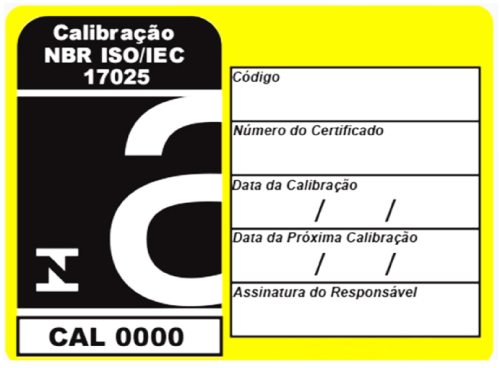 Calibração
NBR ISO/IEC
17025
CAL 0000
Código
Número do Certificado
Data da Calibração
/ /
Data da Próxima Calibração
/ /
Assinatura do Responsável